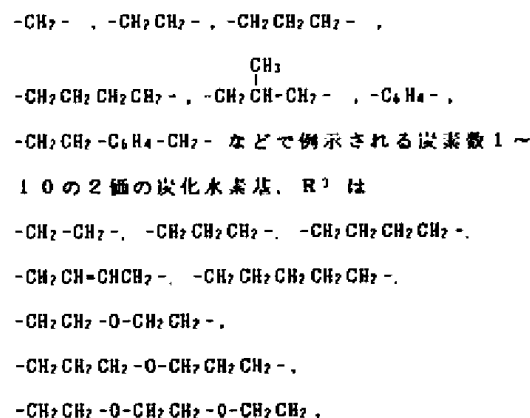 -CH₂- , -CH₂CH₂- , -CH₂CH₂CH₂- ,
CH₃
-CH₂CH₂CH₂CH₂- , -CH₂CH-CH₂- , -C₆H₄- ,
-CH₂CH₂-C₆H₄-CH₂- などで例示される炭素数1~
10の2価の炭化水素基、R³は
-CH₂-CH₂-、-CH₂CH₂CH₂-、-CH₂CH₂CH₂CH₂-、
-CH₂CH=CHCH₂-、-CH₂CH₂CH₂CH₂CH₂-、
-CH₂CH₂-O-CH₂CH₂-、
-CH₂CH₂CH₂-O-CH₂CH₂CH₂-、
-CH₂CH₂-O-CH₂CH₂-O-CH₂CH₂、